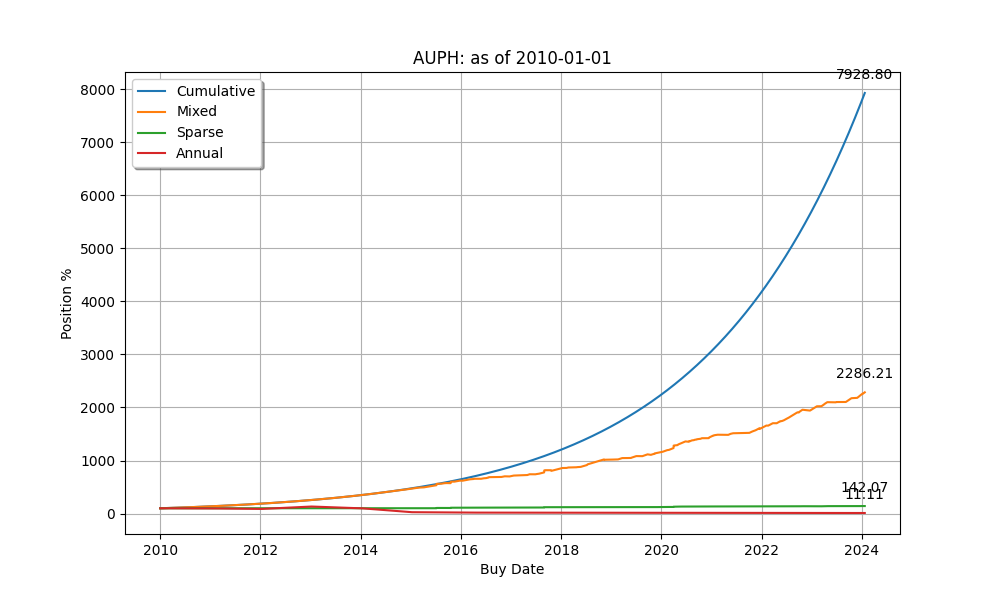 AUPH: as of 2010-01-01
7928.80
8000
Cumulative
Mixed
Sparse
Annual
7000
6000
5000
4000
3000
2286.21
2000
1000
142.07
11.11
0
Position %
2010 2012 2014 2016 2018 2020 2022 2024
Buy Date